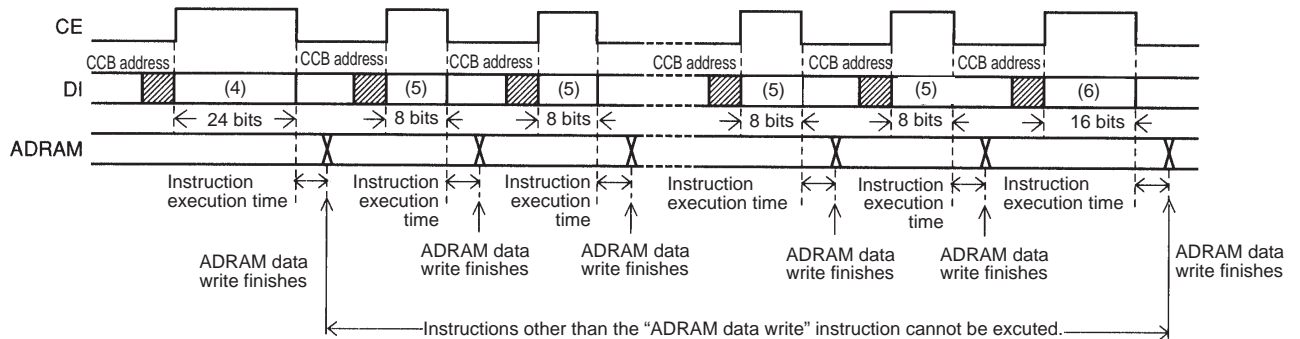 CE
CCB address CCB address CCB address CCB address CCB address CCB address
DI (4) (5) (5) (5) (5) (6)
24 bits 8 bits 8 bits 8 bits 8 bits 16 bits
ADRAM
Instruction execution time
Instruction execution time
Instruction execution time
Instruction execution time
Instruction execution time
Instruction execution time
ADRAM data write finishes
ADRAM data write finishes
ADRAM data write finishes
ADRAM data write finishes
ADRAM data write finishes
ADRAM data write finishes
Instructions other than the “ADRAM data write” instruction cannot be excuted.